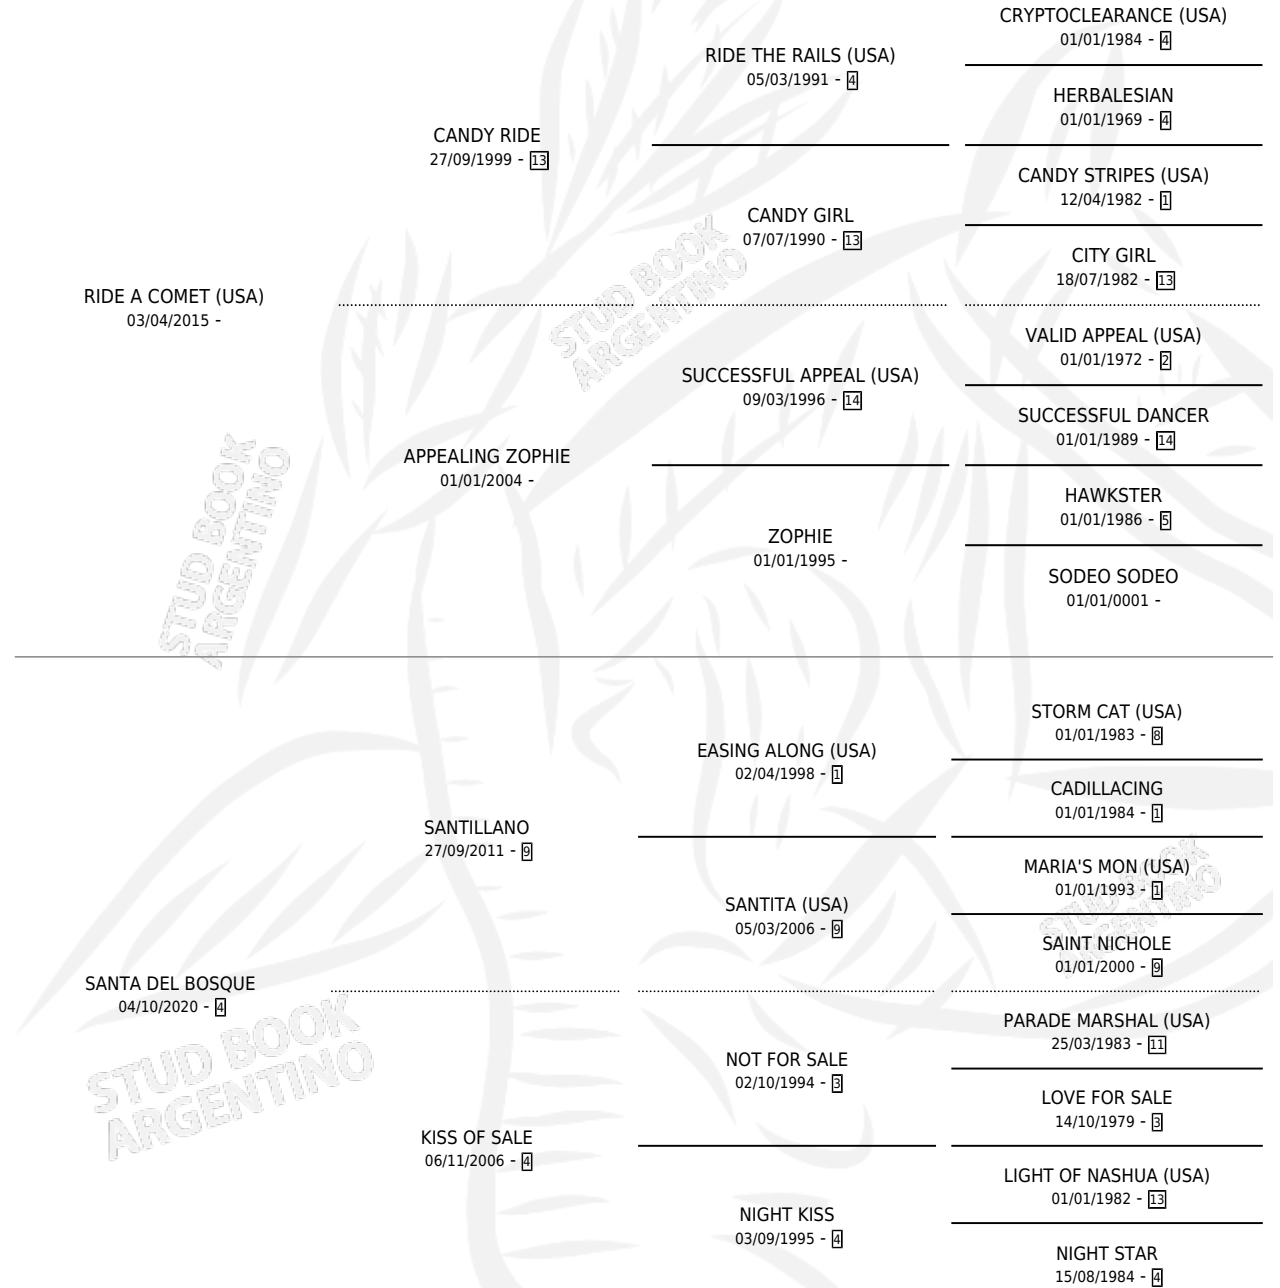 CRYPTOCLEARANCE (USA)
01/01/1984 - 4
RIDE THE RAILS (USA)
05/03/1991 - 4
HERBALESIAN
01/01/1969 - 4
CANDY RIDE
27/09/1999 - 13
CANDY STRIPES (USA)
12/04/1982 - 1
CANDY GIRL
07/07/1990 - 13
CITY GIRL
18/07/1982 - 13
RIDE A COMET (USA)
03/04/2015 -
STUD BOOK
ARGENTINO
VALID APPEAL (USA)
01/01/1972 - 2
SUCCESSFUL APPEAL (USA)
09/03/1996 - 14
SUCCESSFUL DANCER
01/01/1989 - 14
APPEALING ZOPHIE
01/01/2004 -
HAWKSTER
01/01/1986 - 5
ZOPHIE
01/01/1995 -
SODEO SODEO
01/01/0001 -
STUD BOOK
ARGENTINO
STORM CAT (USA)
01/01/1983 - 8
EASING ALONG (USA)
02/04/1998 - 1
CADILLACING
01/01/1984 - 1
SANTILLANO
27/09/2011 - 9
MARIA'S MON (USA)
01/01/1993 - 1
SANTITA (USA)
05/03/2006 - 9
STUD BOOK
ARGENTINO
SAINT NICHOLE
01/01/2000 - 9
SANTA DEL BOSQUE
04/10/2020 - 4
PARADE MARSHAL (USA)
25/03/1983 - 11
NOT FOR SALE
02/10/1994 - 3
STUD BOOK
ARGENTINO
LOVE FOR SALE
14/10/1979 - 3
KISS OF SALE
06/11/2006 - 4
LIGHT OF NASHUA (USA)
01/01/1982 - 13
NIGHT KISS
03/09/1995 - 4
NIGHT STAR
15/08/1984 - 4